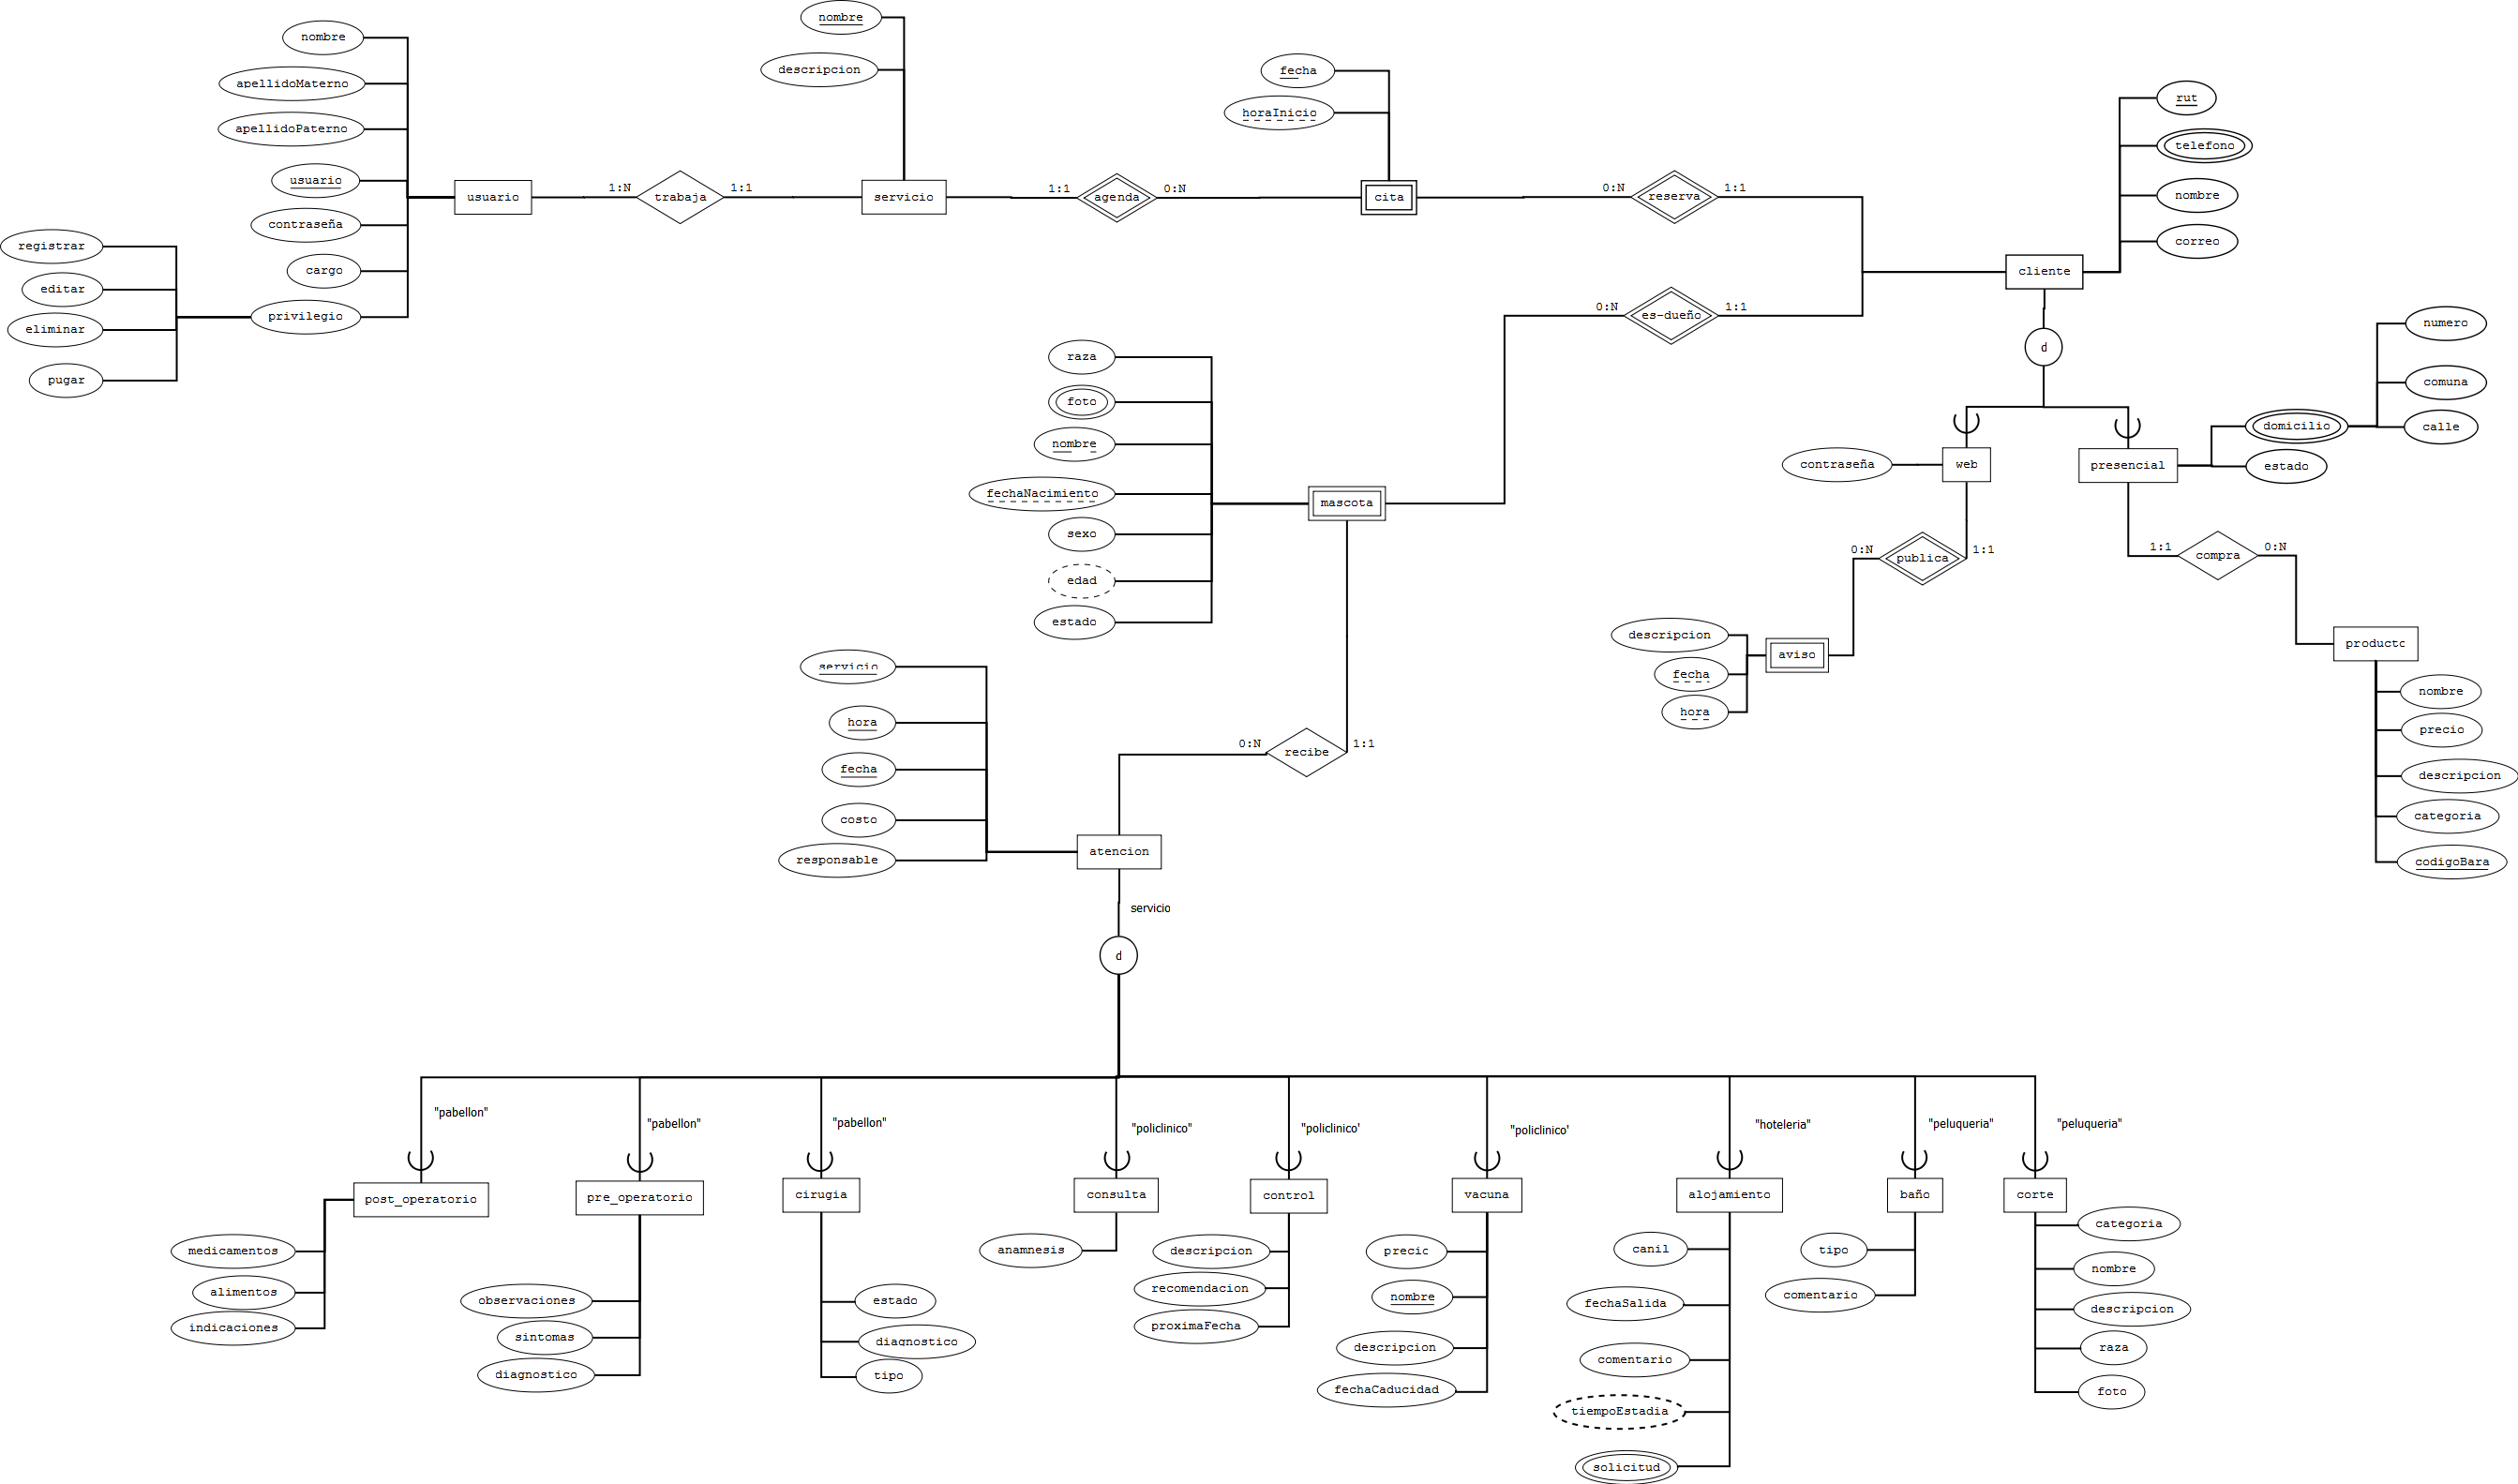 nombre
apellidoMaterno
apellidoPaterno
usuario
contraseña
cargo
privilegio
registrar
editar
eliminar
pugar
usuario
1:N
trabaja
1:1
nombre
descripcion
servicio
1:1
agenda
0:N
fecha
horaInicio
cita
0:N
reserva
1:1
rut
telefono
nombre
correo
cliente
0:N
es-dueño
1:1
d
numero
comuna
calle
domicilio
estado
contraseña
web
presencial
raza
foto
nombre
fechaNacimiento
sexo
edad
estado
mascota
0:N
publica
1:1
1:1
compra
0:N
descripcion
fecha
hora
aviso
producto
nombre
precio
descripcion
categoria
codigoBara
servicio
hora
fecha
costo
responsable
0:N
recibe
1:1
atencion
servicio
d
"pabellon"
"pabellon"
"pabellon"
"policlinico"
"policlinico'
"policlinico'
"hoteleria"
"peluqueria"
"peluqueria"
post_operatorio
pre_operatorio
cirugia
consulta
control
vacuna
alojamiento
baño
corte
medicamentos
alimentos
indicaciones
observaciones
sintomas
diagnostico
estado
diagnostico
tipo
anamnesis
descripcion
recomendacion
proximaFecha
precio
nombre
descripcion
fechaCaducidad
canil
fechaSalida
comentario
tiempoEstadia
solicitud
tipo
comentario
categoria
nombre
descripcion
raza
foto